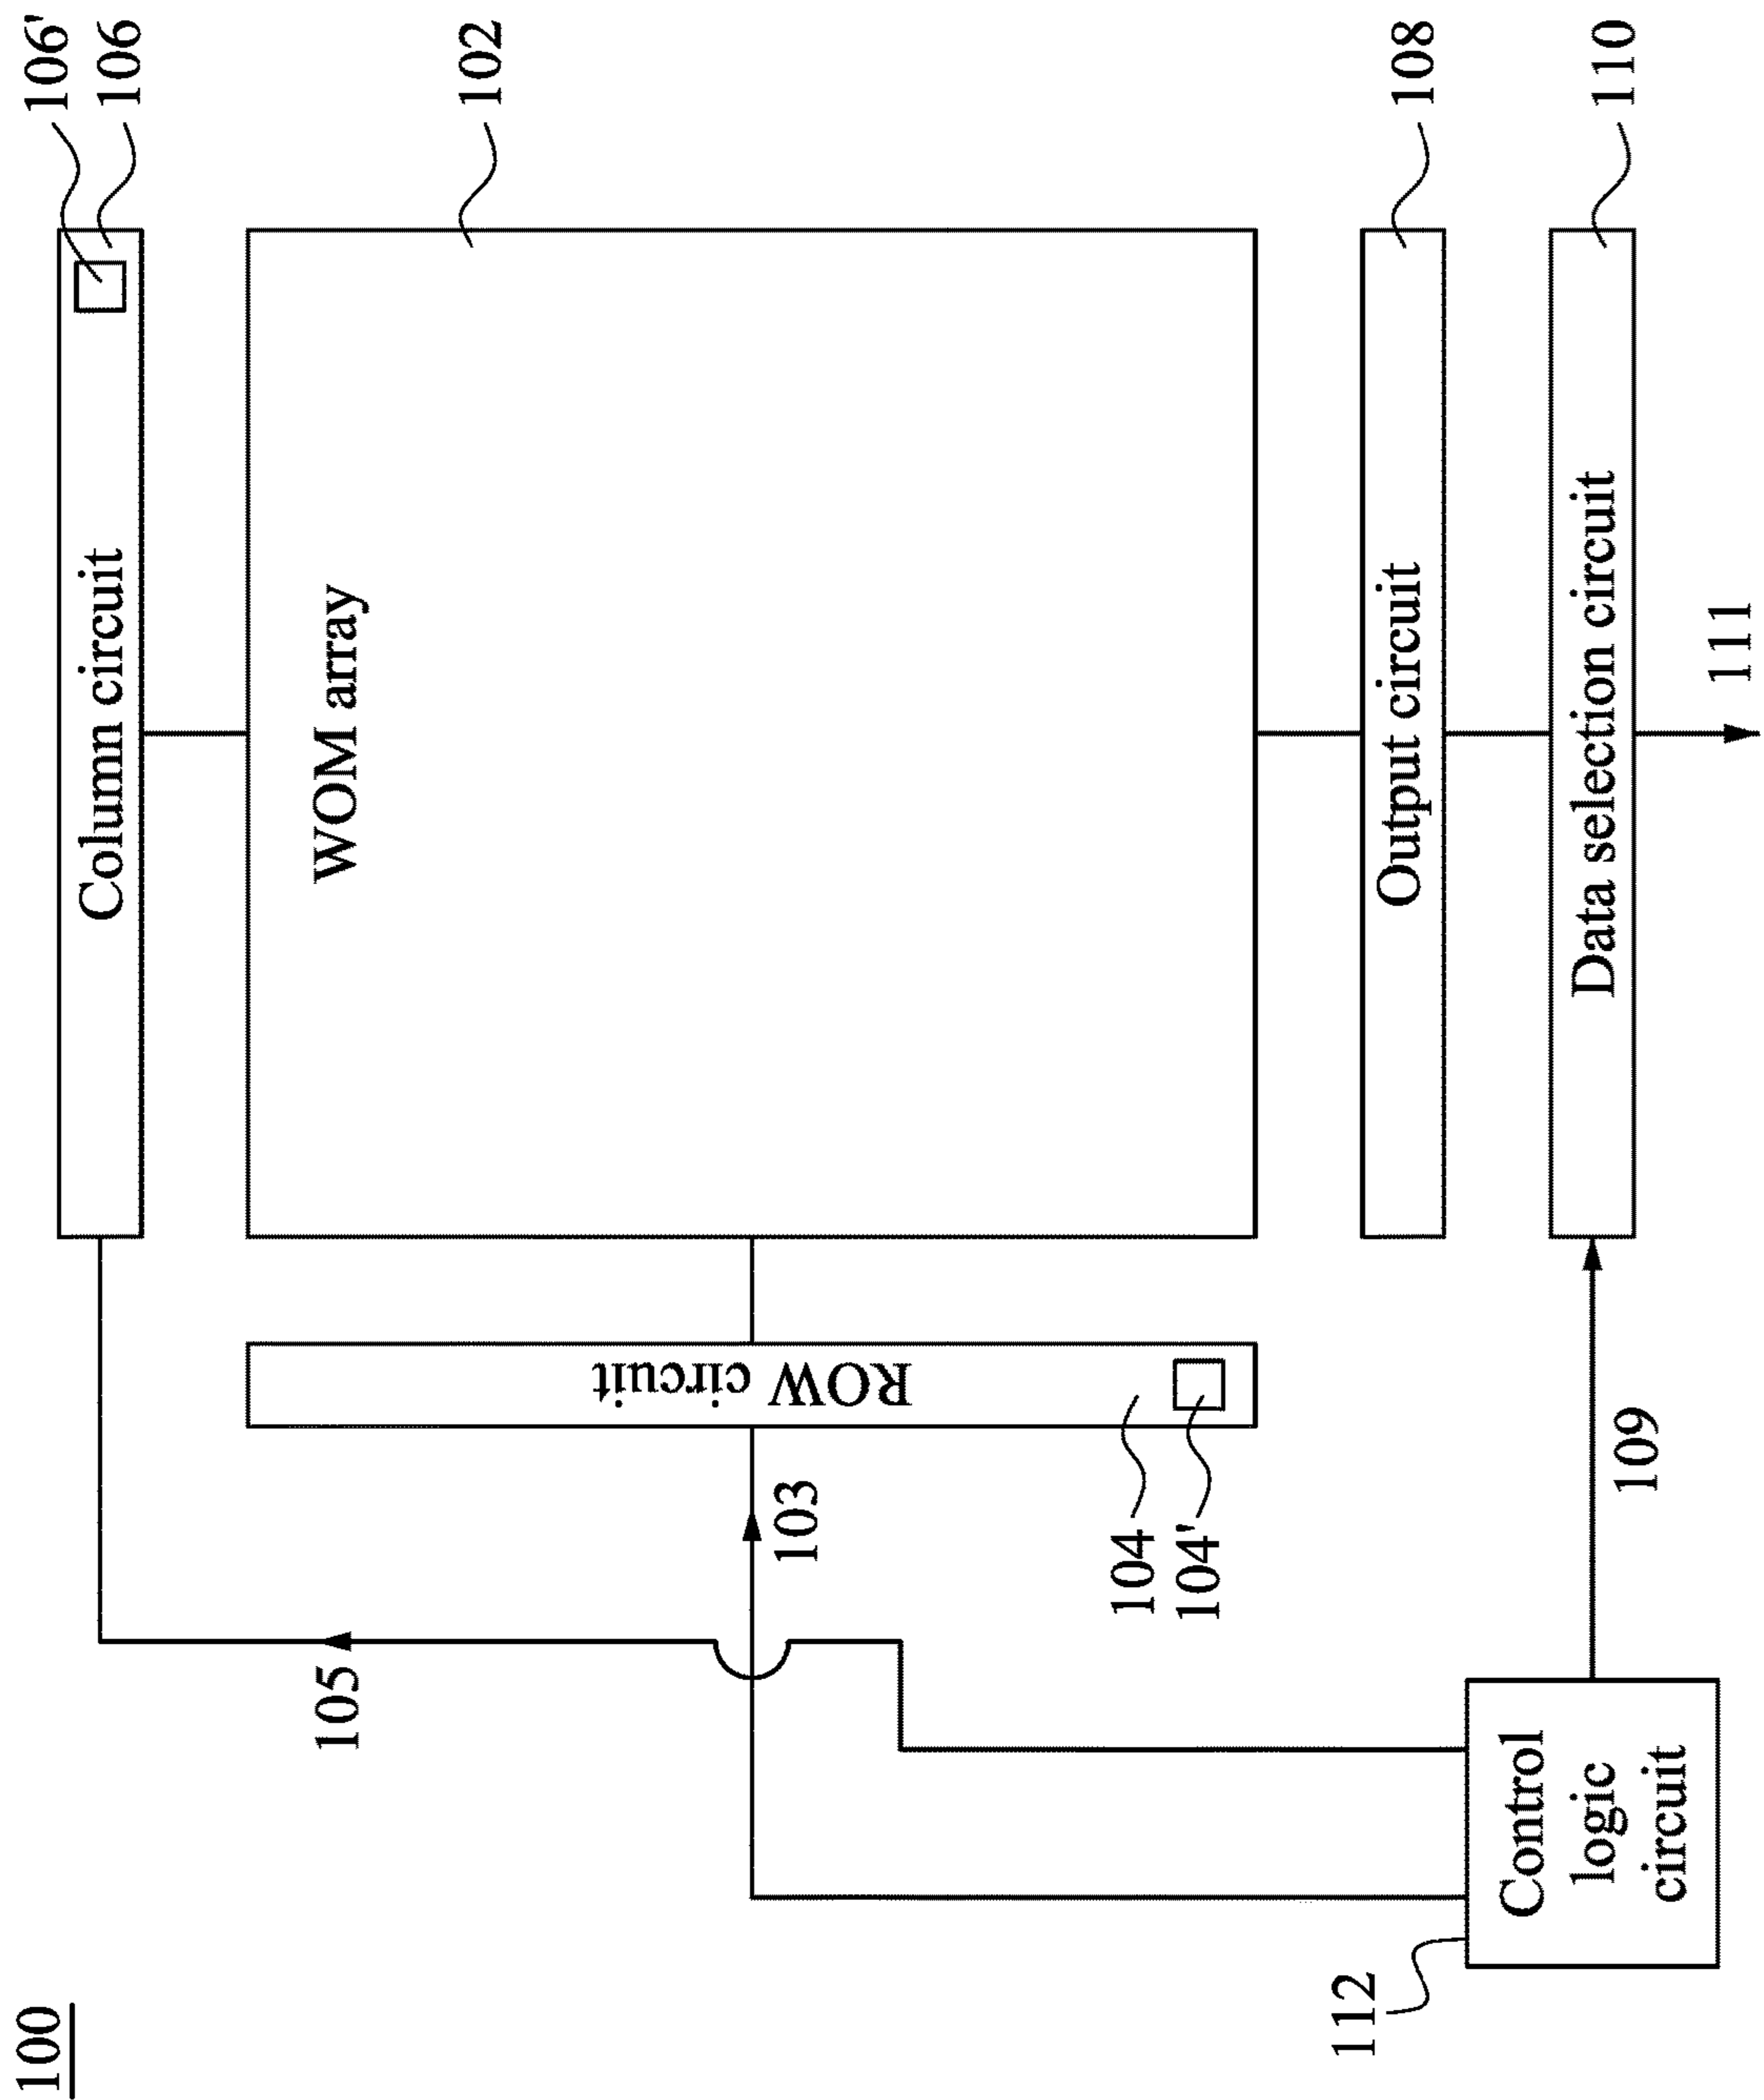 100
106'
106
Column circuit
105
102
WOM array
103
ROW circuit
104
104'
108
Output circuit
110
Data selection circuit
109
111
112
Control
logic
circuit